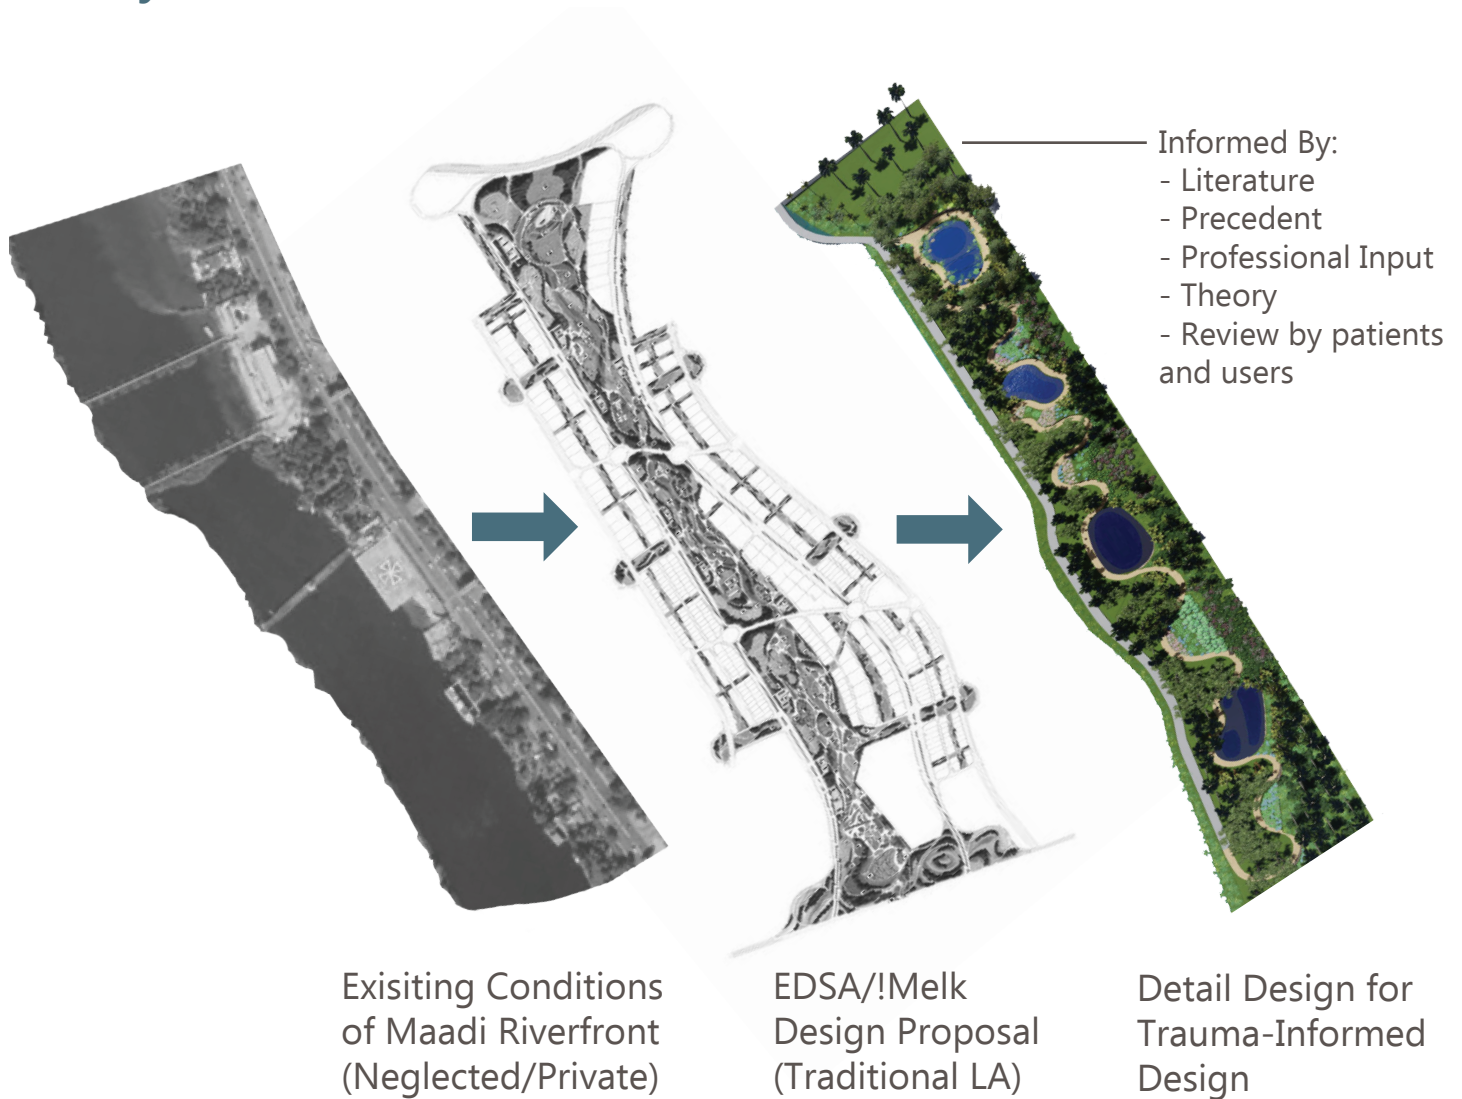 Informed By:
- Literature
- Precedent
- Professional Input
- Theory
- Review by patients
and users
Exisiting Conditions
of Maadi Riverfront
(Neglected/Private)
EDSA/!Melk
Design Proposal
(Traditional LA)
Detail Design for
Trauma-Informed
Design